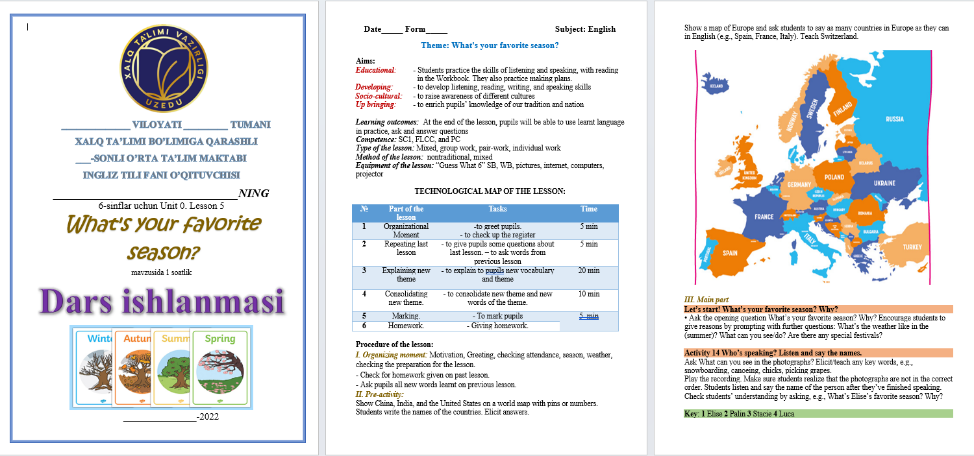 XALQ TA'LIMI VAZIRLIGI
UZEDU
____________ VILOYATI ________ TUMANI
XALQ TA'LIMI BO'LIMIGA QARASHLI
___-SONLI O'RTA TA'LIM MAKTABI
INGLIZ TILI FANI O'QITUVCHISI
____________________________NING
6-sinflar uchun Unit 0. Lesson 5
What's your favorite
season?
mavzusida 1 soatlik
Dars ishlanmasi
Autun
Summ
Spring
_______________-2022
Date_____ Form_____ Subject: English
Theme: What's your favorite season?
Aims:
Educational: - Students practice the skills of listening and speaking, with reading
in the Workbook. They also practice making plans.
Developing: - to develop listening, reading, writing, and speaking skills
Socio-cultural: - to raise awareness of different cultures
Up bringing: - to enrich pupils' knowledge of our tradition and nation
Learning outcomes: At the end of the lesson, pupils will be able to use learnt language
in practice, ask and answer questions
Competence: SC1, FLCC, and PC
Type of the lesson: Mixed, group work, pair-work, individual work
Method of the lesson: nontraditional, mixed
Equipment of the lesson: "Guess What 6" SB, WB, pictures, internet, computers,
projector
TECHNOLOGICAL MAP OF THE LESSON:
№ Part of the lesson Tasks Time
1 Organizational Moment -to greet pupils. - to check up the register 5 min
2 Repeating last lesson - to give pupils some questions about last lesson. – to ask words from previous lesson 5 min
3 Explaining new theme - to explain to pupils new vocabulary and theme 20 min
4 Consolidating new theme. - to consolidate new theme and new words of the theme. 10 min
5 Marking. - To mark pupils 5 min
6 Homework. - Giving homework.
Procedure of the lesson:
I. Organizing moment: Motivation, Greeting, checking attendance, season, weather,
checking the preparation for the lesson.
- Check for homework given on past lesson.
- Ask pupils all new words learnt on previous lesson.
II. Pre-activity:
Show China, India, and the United States on a world map with pins or numbers.
Students write the names of the countries. Elicit answers.
Show a map of Europe and ask students to say as many countries in Europe as they can
in English (e.g., Spain, France, Italy). Teach Switzerland.
ICELAND
NORWAY
SWEDEN
FINLAND
RUSSIA
UNITED KINGDOM
GERMANY
POLAND
BELARUS
UKRAINE
FRANCE
ROMANIA
ITALY
BULGARIA
SPAIN
TURKEY
III. Main part
Let's start! What's your favorite season? Why?
• Ask the opening question What's your favorite season? Why? Encourage students to
give reasons by prompting with further questions: What's the weather like in the
(summer)? What can you see/do? Are there any special festivals?
Activity 14 Who's speaking? Listen and say the names.
Ask What can you see in the photographs? Elicit/teach any key words, e.g.,
snowboarding, canoeing, chicks, picking grapes.
Play the recording. Make sure students realize that the photographs are not in the correct
order. Students listen and say the name of the person after they've finished speaking.
Check students' understanding by asking, e.g., What's Elise's favorite season? Why?
Key: 1 Elise 2 Palm 3 Stacie 4 Luca